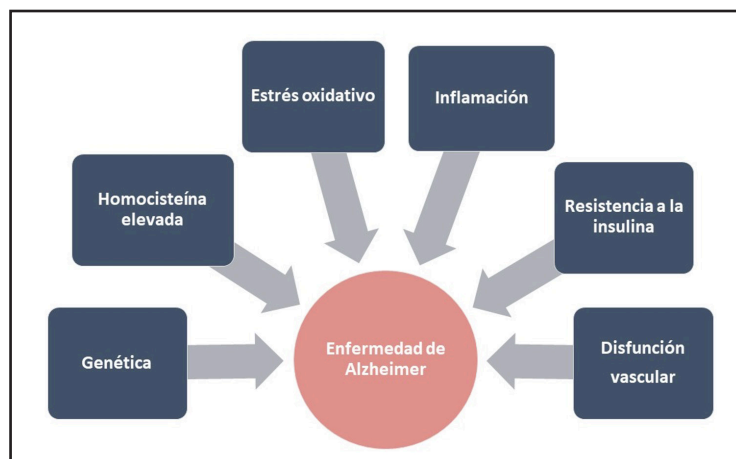 Estrés oxidativo
Inflamación
Homocisteína
elevada
Resistencia a la
insulina
Genética
Enfermedad de
Alzheimer
Disfunción
vascular